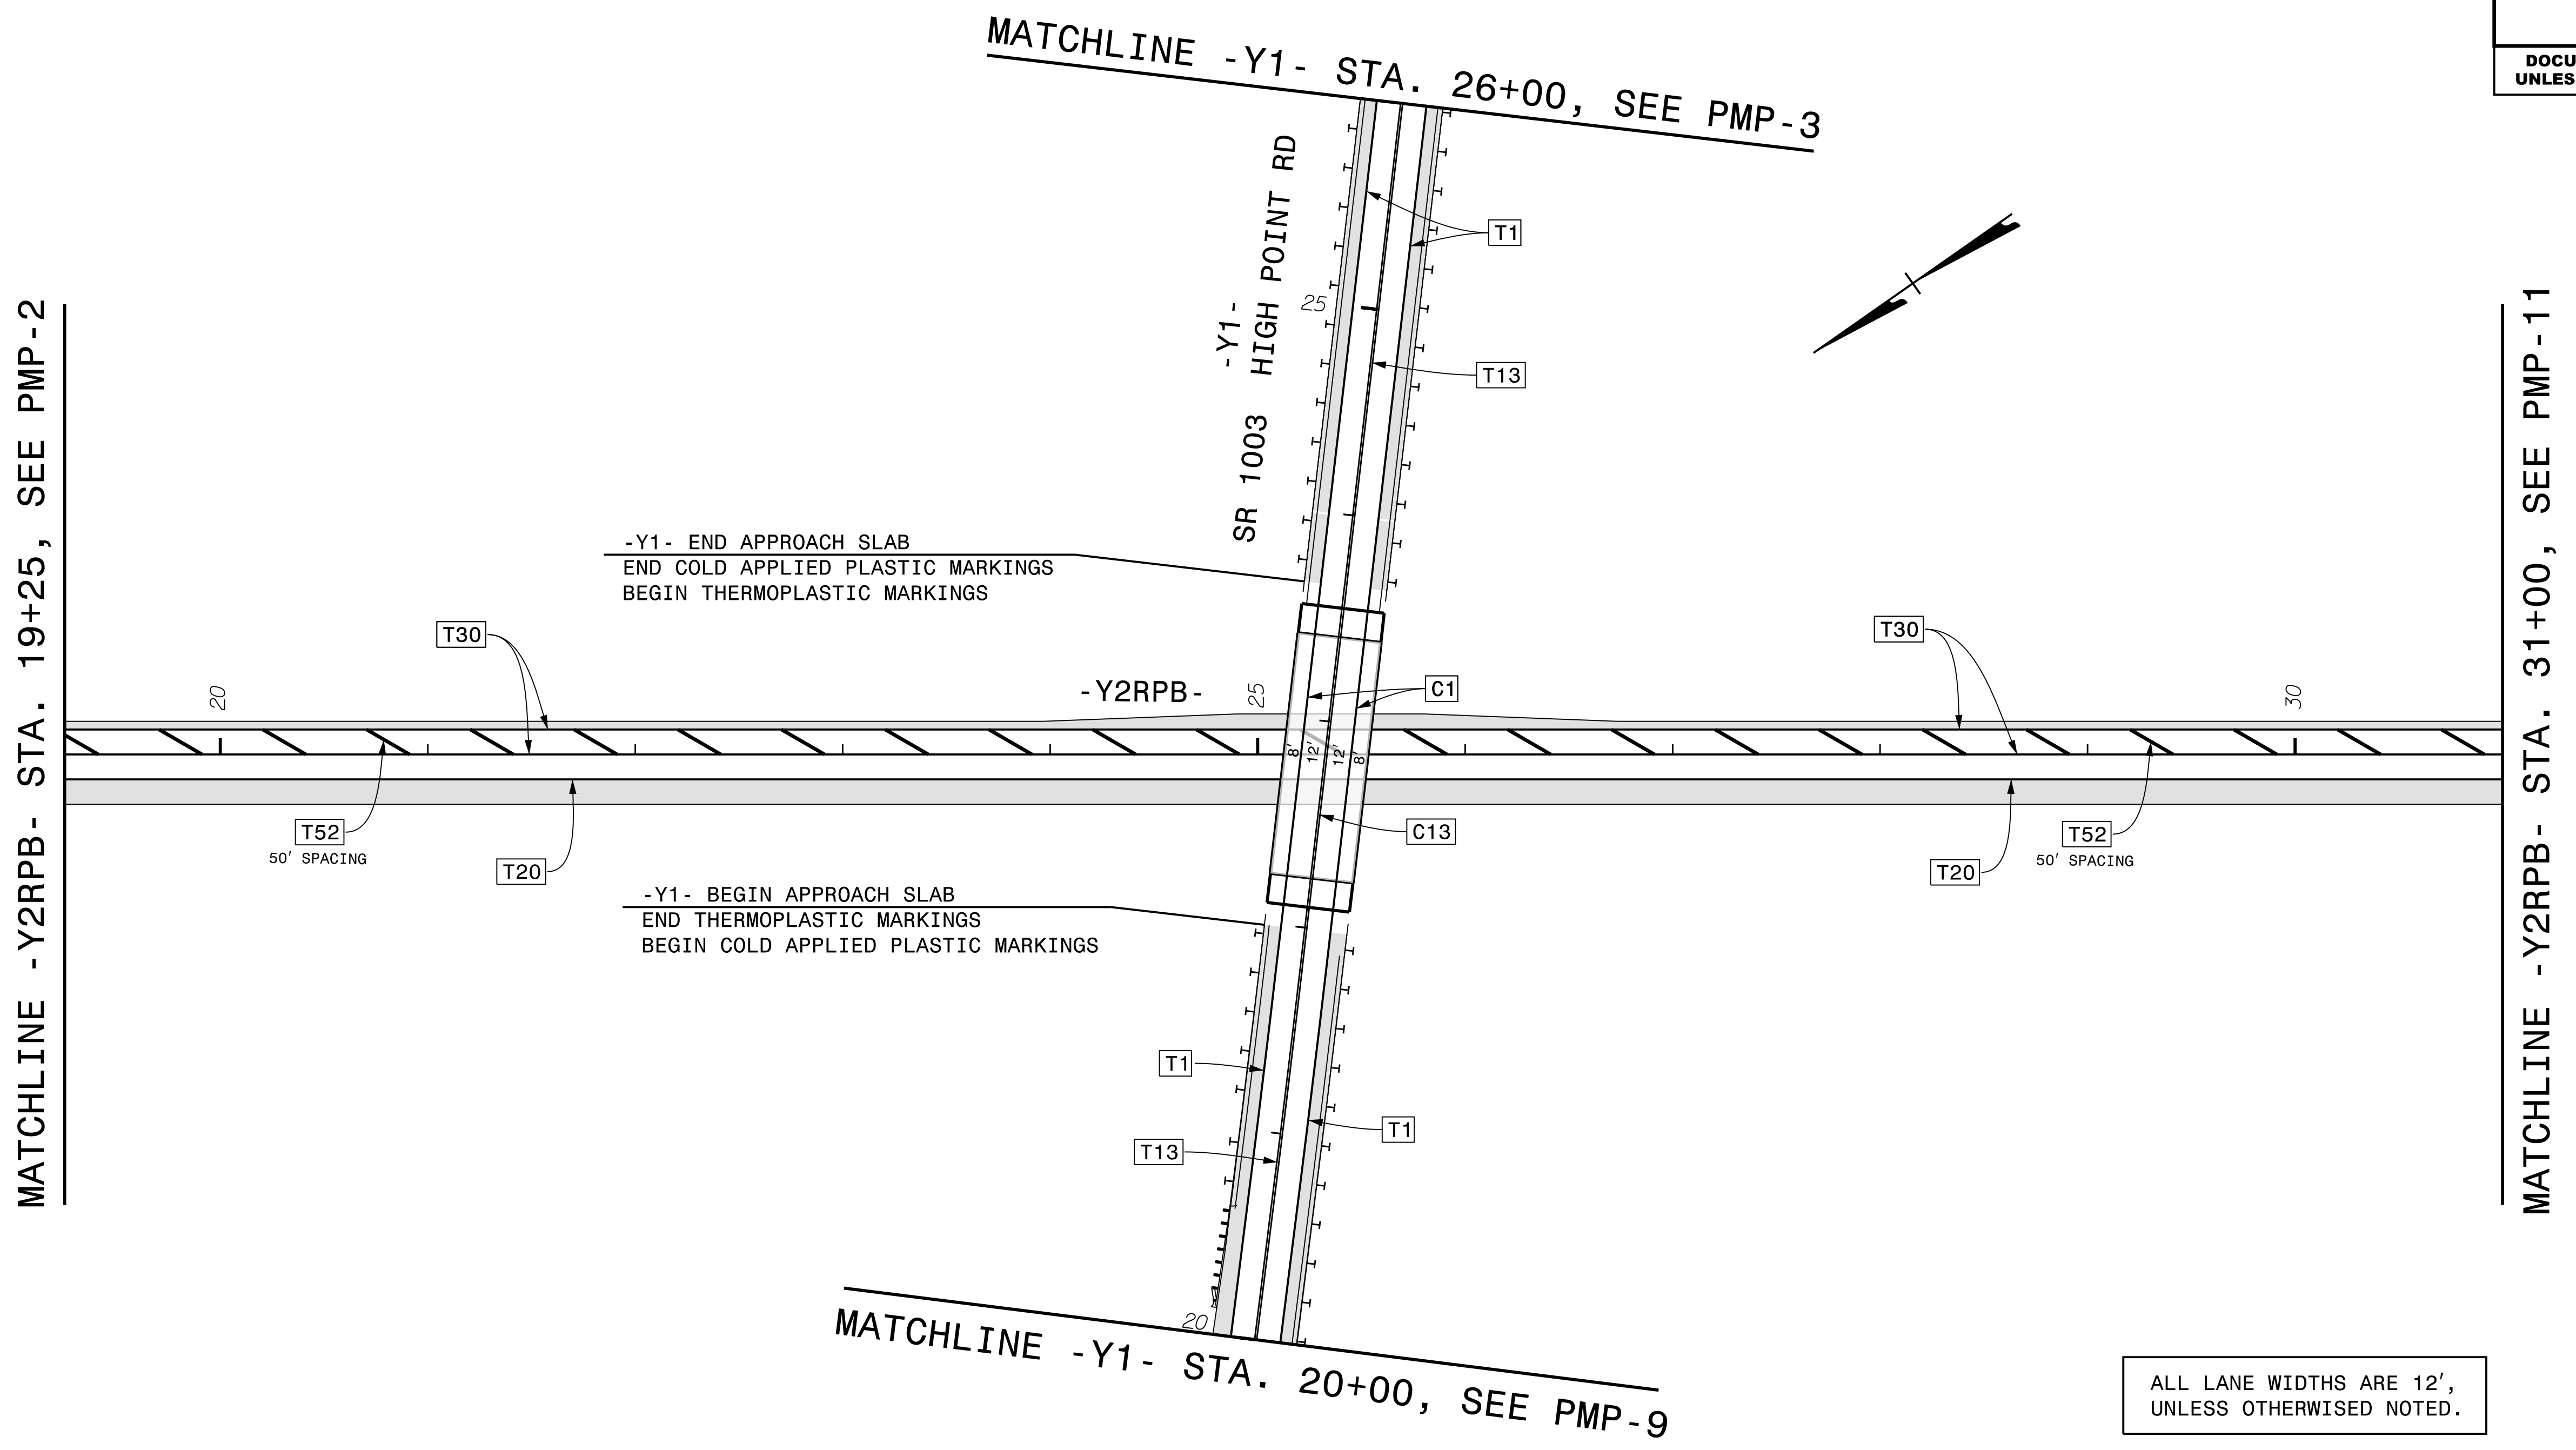 MATCHLINE -Y1- STA. 26+00, SEE PMP-3
DOCU
UNLES
MATCHLINE -Y2RPB- STA. 19+25, SEE PMP-2
-Y1-
SR 1003 HIGH POINT RD
T1
25
T13
-Y1- END APPROACH SLAB
END COLD APPLIED PLASTIC MARKINGS
BEGIN THERMOPLASTIC MARKINGS
T30
T30
20
-Y2RPB-
25
C1
30
8' 12' 12' 8'
T52
50' SPACING
T20
C13
T52
50' SPACING
T20
-Y1- BEGIN APPROACH SLAB
END THERMOPLASTIC MARKINGS
BEGIN COLD APPLIED PLASTIC MARKINGS
T1
T1
T13
20
MATCHLINE -Y1- STA. 20+00, SEE PMP-9
MATCHLINE -Y2RPB- STA. 31+00, SEE PMP-11
ALL LANE WIDTHS ARE 12',
UNLESS OTHERWISED NOTED.